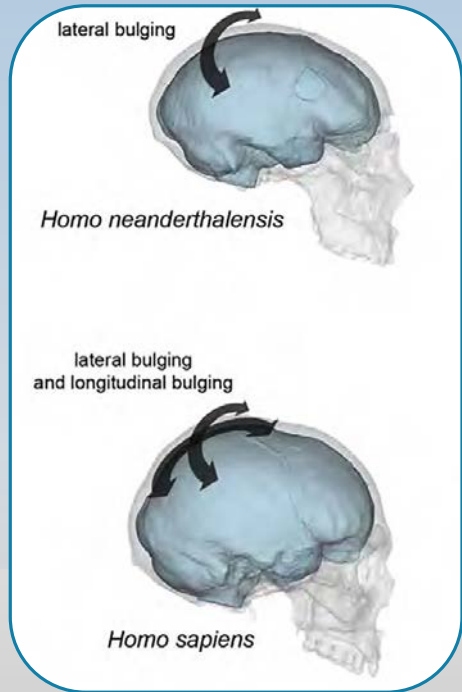 lateral bulging
Homo neanderthalensis
lateral bulging
and longitudinal bulging
Homo sapiens